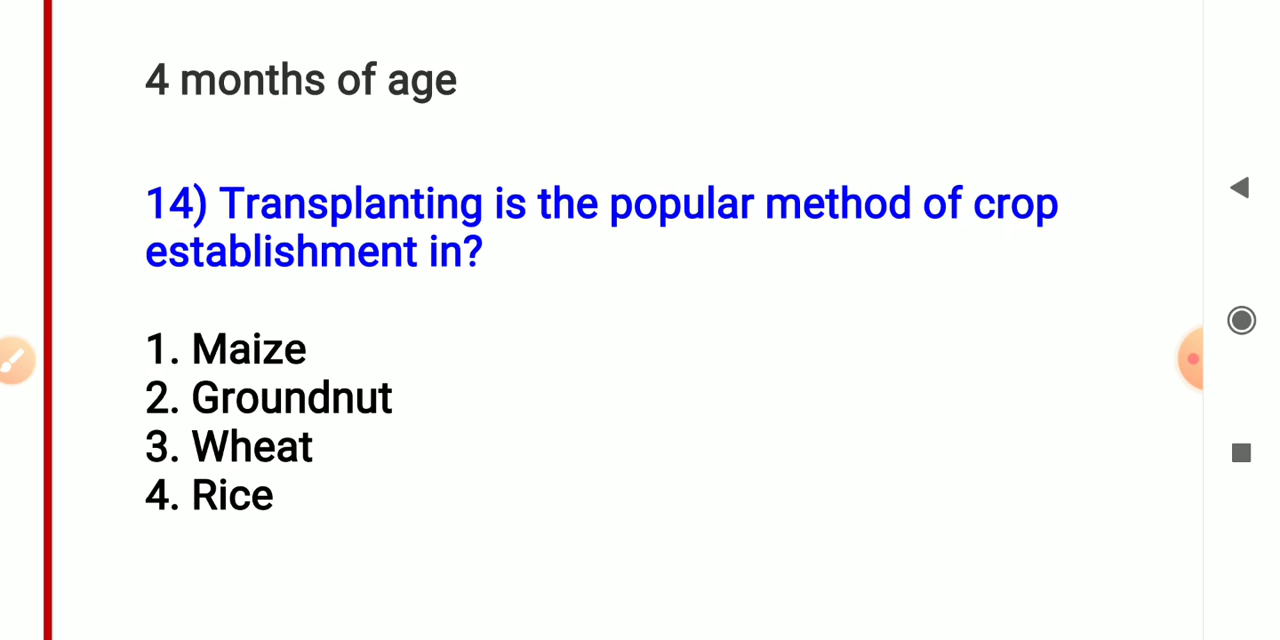 4 months of age
14) Transplanting is the popular method of crop
establishment in?
1. Maize
2. Groundnut
3. Wheat
4. Rice